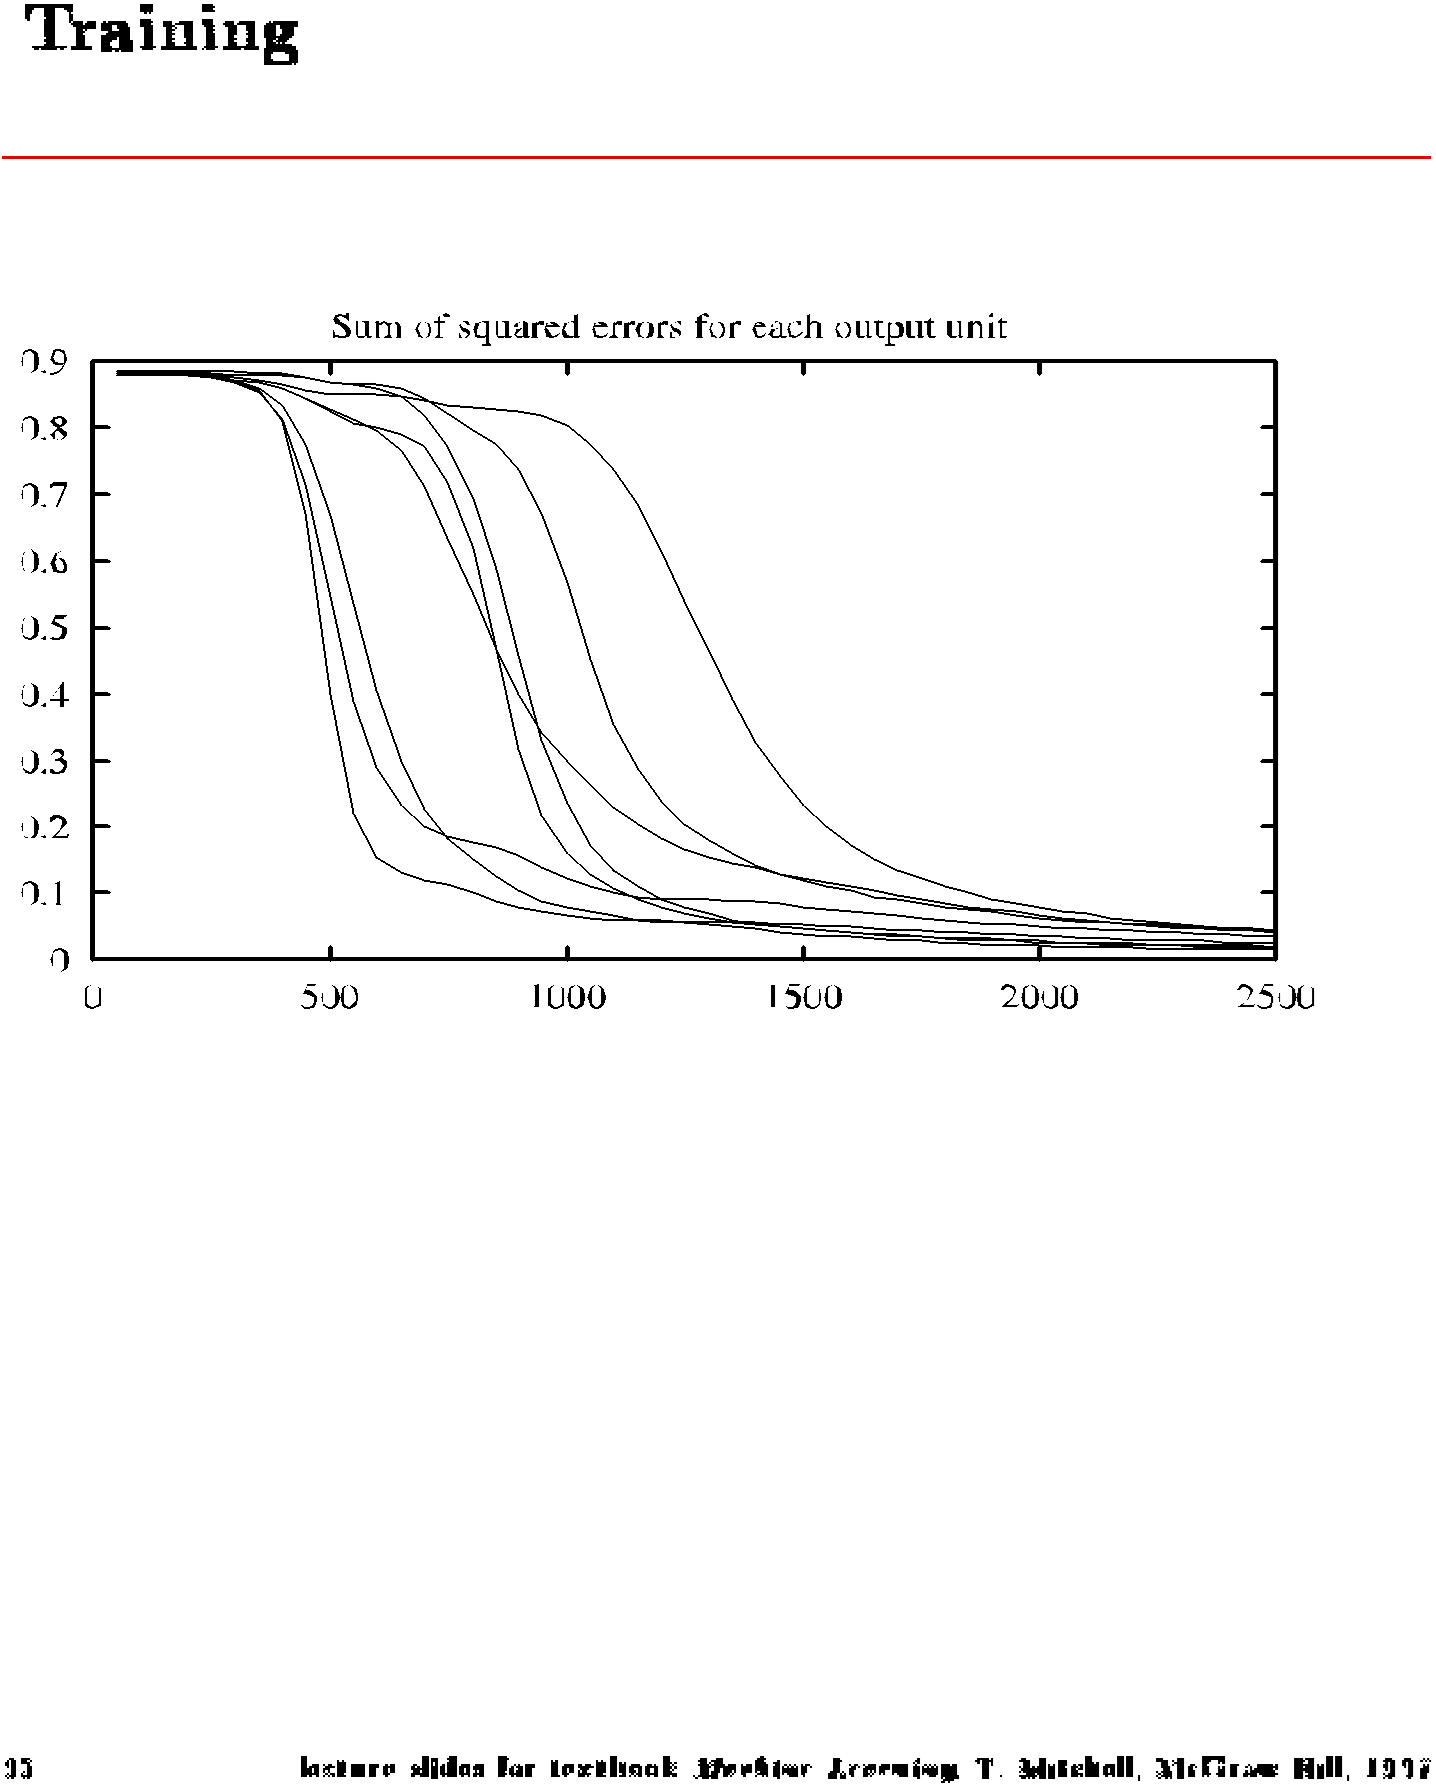 Training
Sum of squared errors for each output unit
0.9
0.8
0.7
0.6
0.5
0.4
0.3
0.2
0.1
0
0 500 1000 1500 2000 2500
lecture slides for textbook Machine Learning, T. Mitchell, McGraw Hill, 1997